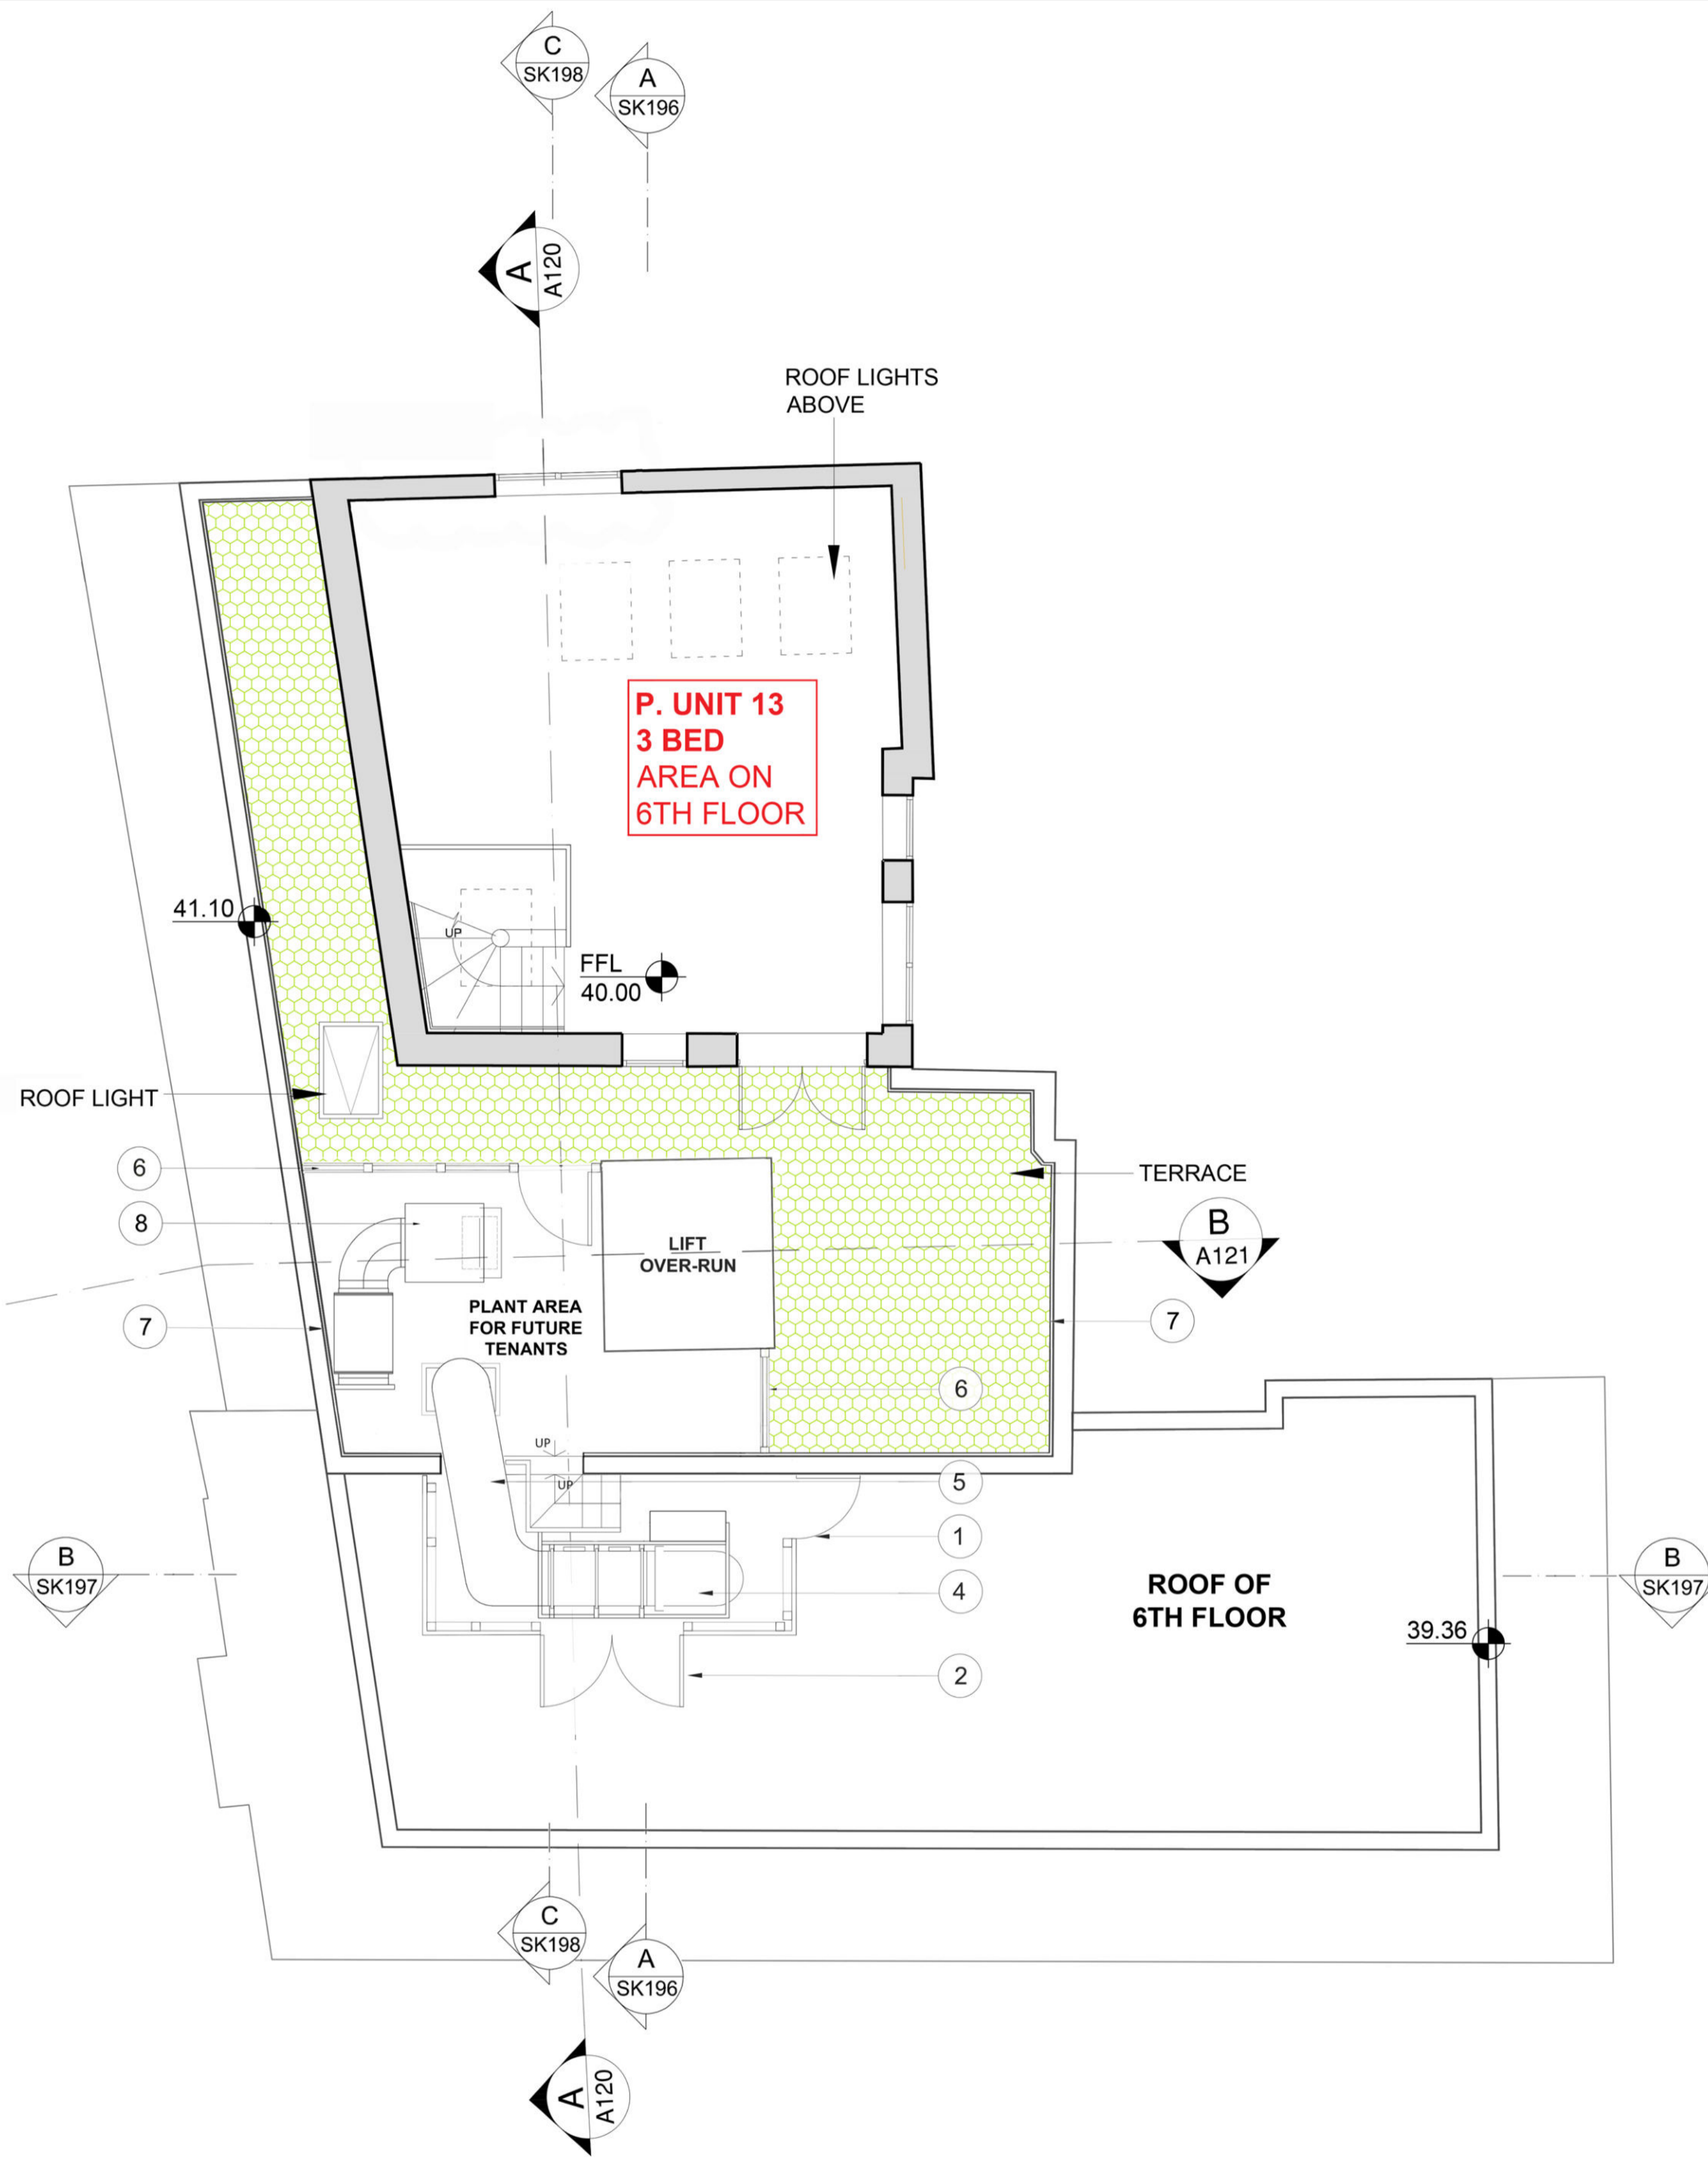 C
SK198
A
SK196
A
A120
ROOF LIGHTS
ABOVE
P. UNIT 13
3 BED
AREA ON
6TH FLOOR
41.10
UP
FFL
40.00
ROOF LIGHT
6
TERRACE
8
B
A121
LIFT
OVER-RUN
7
PLANT AREA
FOR FUTURE
TENANTS
7
6
UP
UP
5
1
B
SK197
4
ROOF OF
6TH FLOOR
B
SK197
39.36
2
C
SK198
A
SK196
A
A120